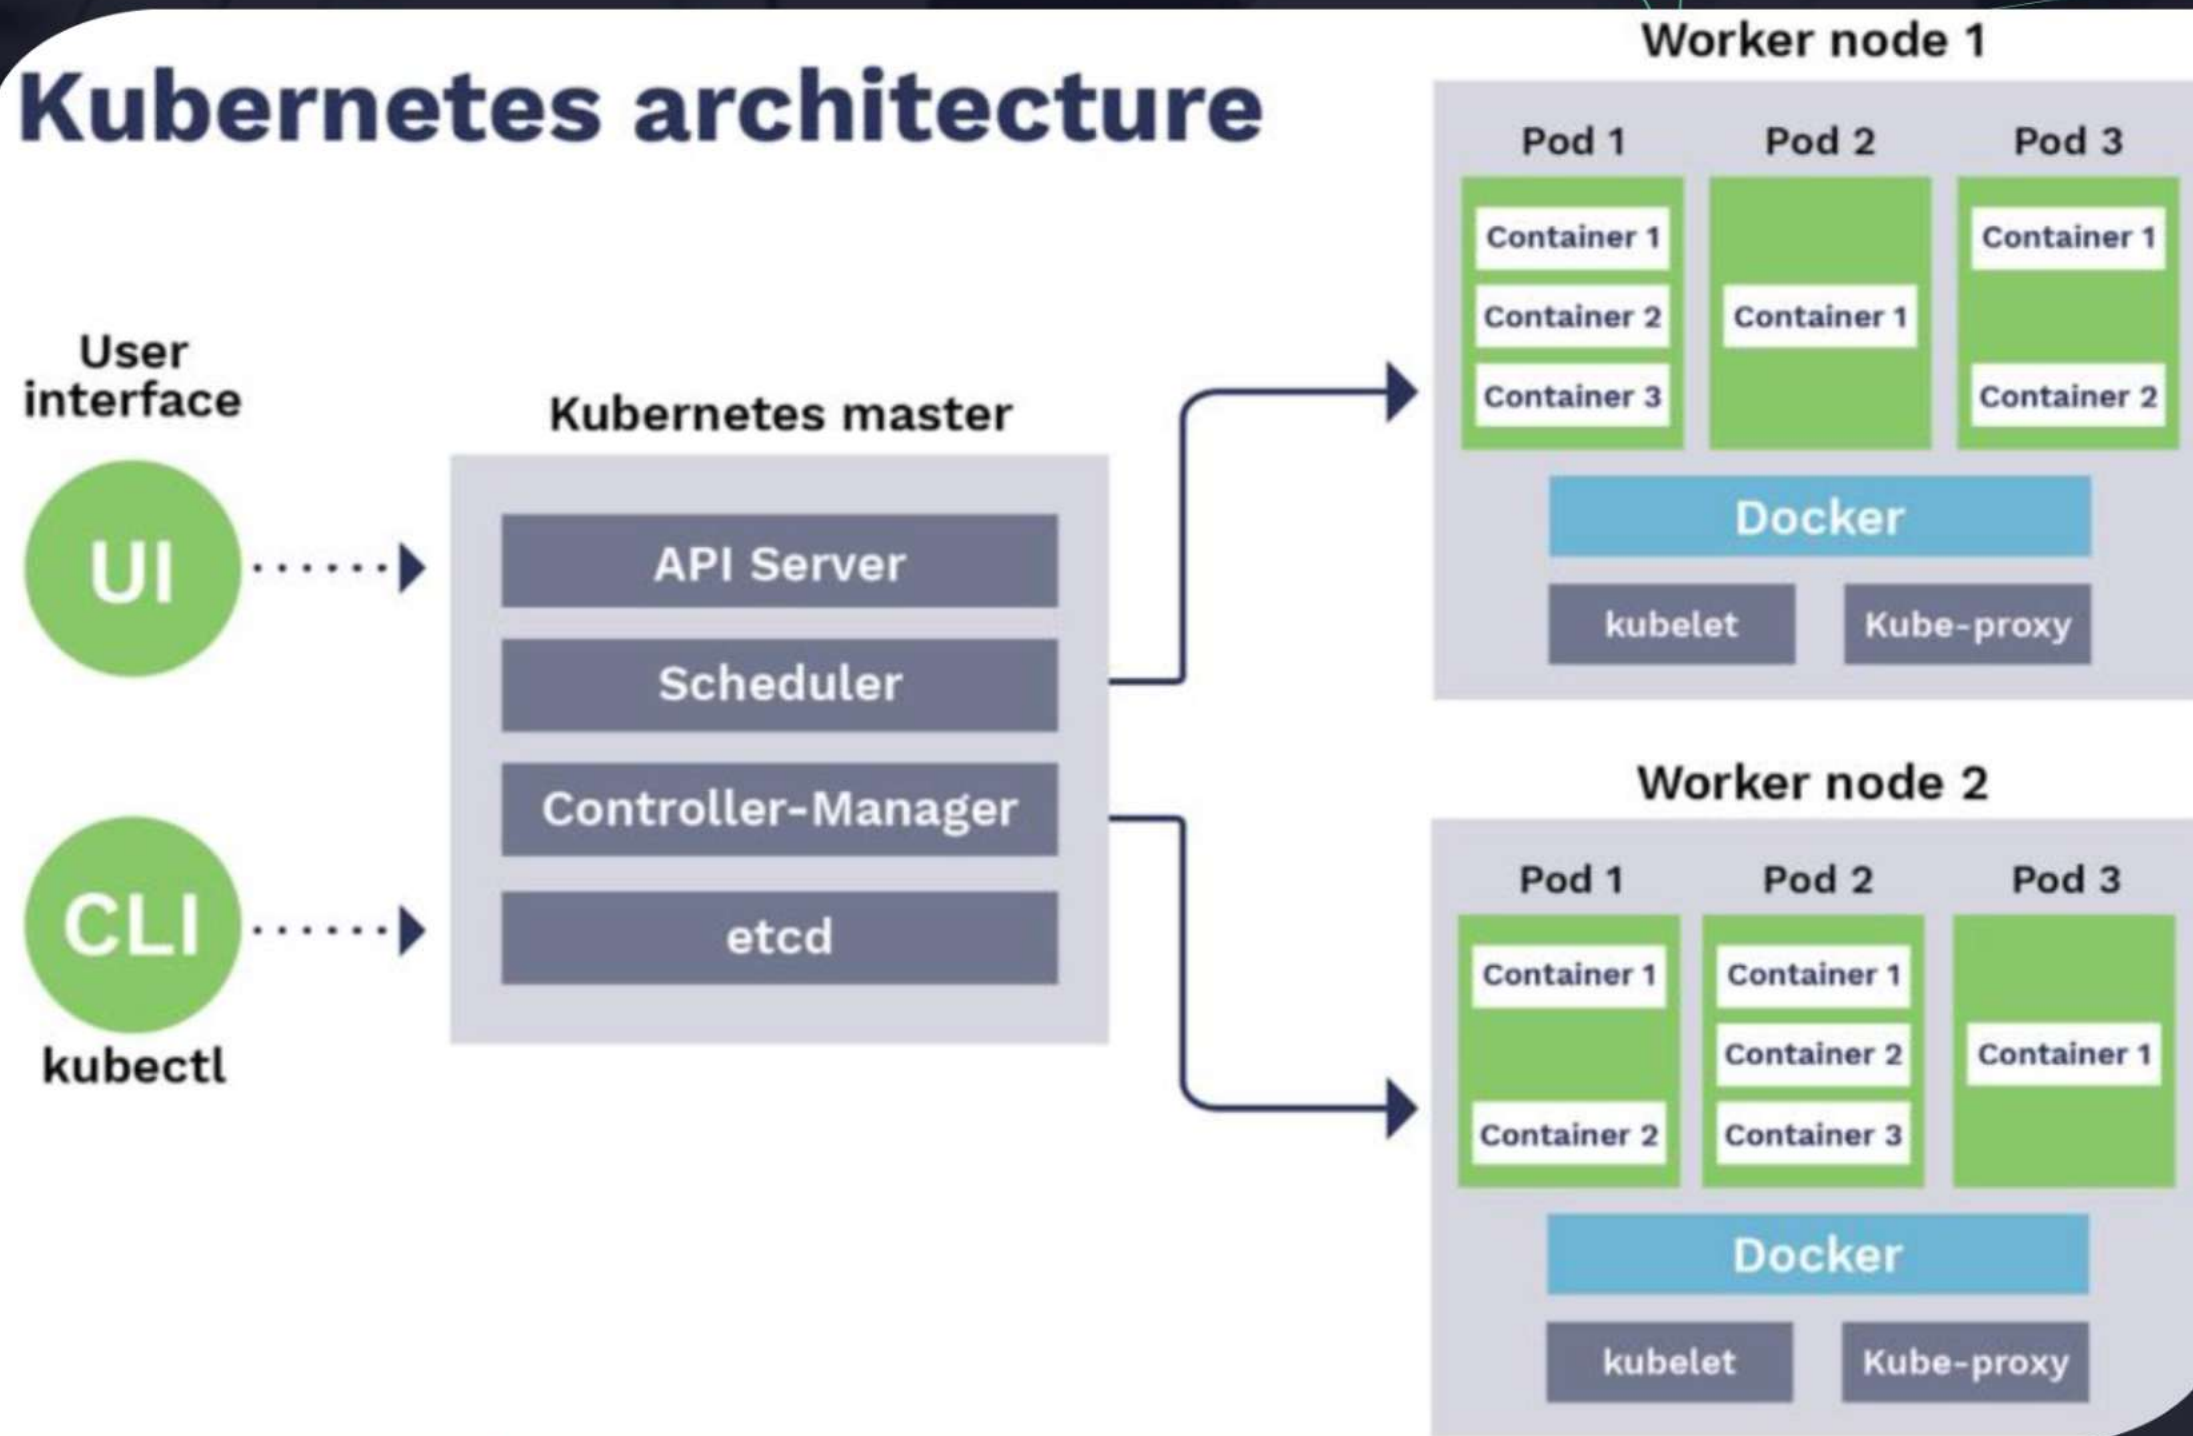 Kubernetes architecture
User
interface
UI
CLI
kubectl
Kubernetes master
API Server
Scheduler
Controller-Manager
etcd
Worker node 1
Pod 1
Container 1
Container 2
Container 3
Pod 2
Container 1
Pod 3
Container 1
Container 2
Docker
kubelet
Kube-proxy
Worker node 2
Pod 1
Container 1
Container 2
Pod 2
Container 1
Container 2
Container 3
Pod 3
Container 1
Docker
kubelet
Kube-proxy